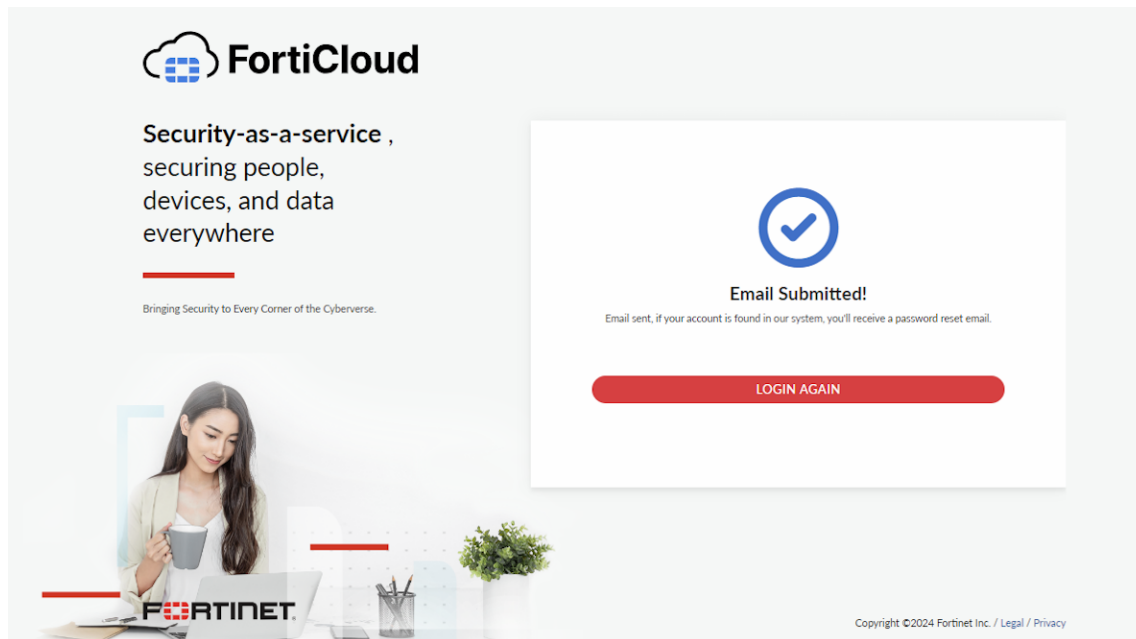 FortiCloud
Security-as-a-service ,
securing people,
devices, and data
everywhere
Bringing Security to Every Corner of the Cyberverse.
Email Submitted!
Email sent, if your account is found in our system, you'll receive a password reset email.
LOGIN AGAIN
FORTINET®
Copyright ©2024 Fortinet Inc. / Legal / Privacy